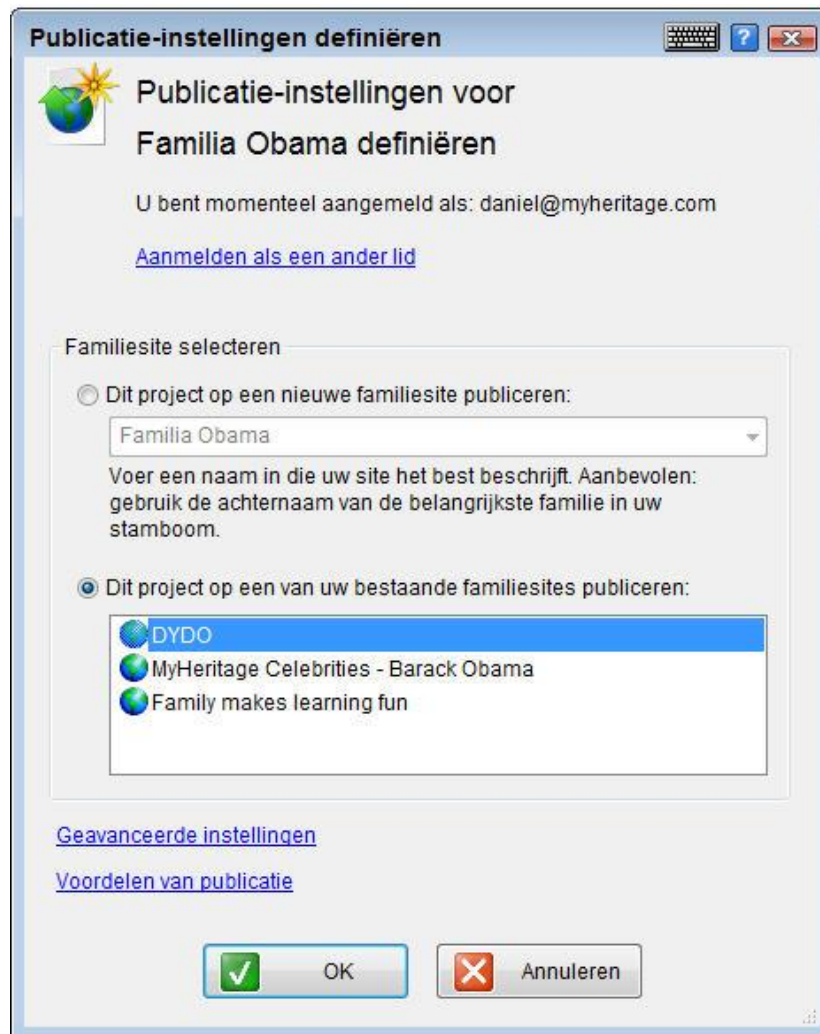 Publicatie-instellingen definiëren
Publicatie-instellingen voor
Familia Obama definiëren
U bent momenteel aangemeld als: daniel@myheritage.com
Aanmelden als een ander lid
Familiesite selecteren
Dit project op een nieuwe familiesite publiceren:
Familia Obama
Voer een naam in die uw site het best beschrijft. Aanbevolen:
gebruik de achternaam van de belangrijkste familie in uw
stamboom.
Dit project op een van uw bestaande familiesites publiceren:
DYDO
MyHeritage Celebrities - Barack Obama
Family makes learning fun
Geavanceerde instellingen
Voordelen van publicatie
OK
Annuleren